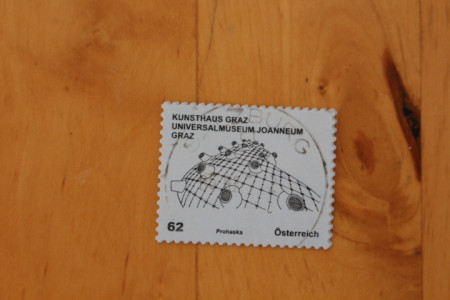 KUNSTHAUS GRAZ
UNIVERSALMUSEUM JOANNEUM
GRAZ
62
Prohaska
Österreich